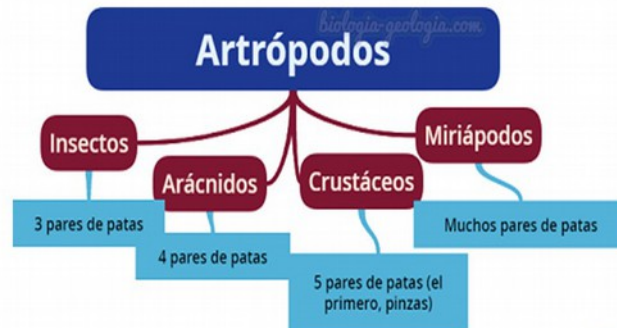 biologia-geologia.com
Artrópodos
Insectos
Arácnidos
Crustáceos
Miriápodos
3 pares de patas
4 pares de patas
5 pares de patas (el
primero, pinzas)
Muchos pares de patas